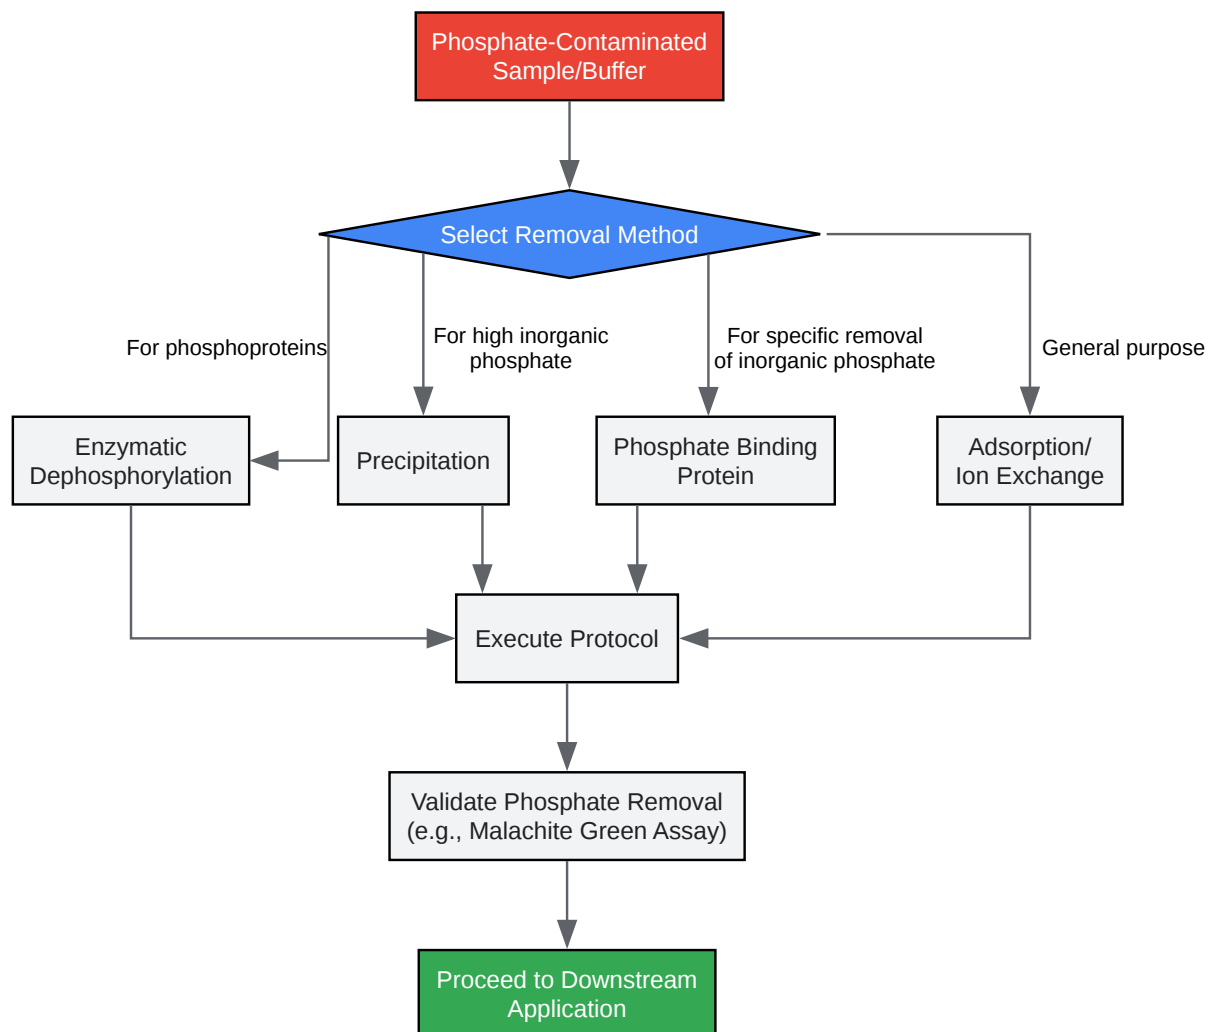 Phosphate-Contaminated
Sample/Buffer
Select Removal Method
For phosphoproteins
For high inorganic
phosphate
For specific removal
of inorganic phosphate
General purpose
Enzymatic
Dephosphorylation
Precipitation
Phosphate Binding
Protein
Adsorption/
Ion Exchange
Execute Protocol
Validate Phosphate Removal
(e.g., Malachite Green Assay)
Proceed to Downstream
Application